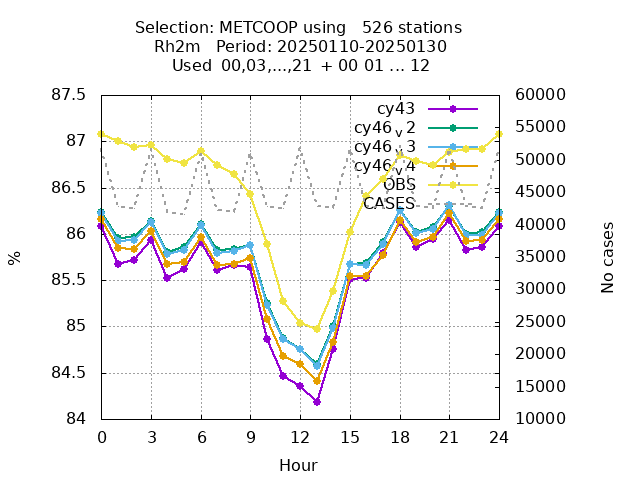 Selection: METCOOP using   526 stations
Rh2m   Period: 20250110-20250130
Used  00,03,...,21  + 00 01 ... 12
87.5
87
86.5
86
85.5
85
84.5
84
%
60000
55000
50000
45000
40000
35000
30000
25000
20000
15000
10000
No cases
cy43
cy46_v2
cy46_v3
cy46_v4
OBS
CASES
0 3 6 9 12 15 18 21 24
Hour